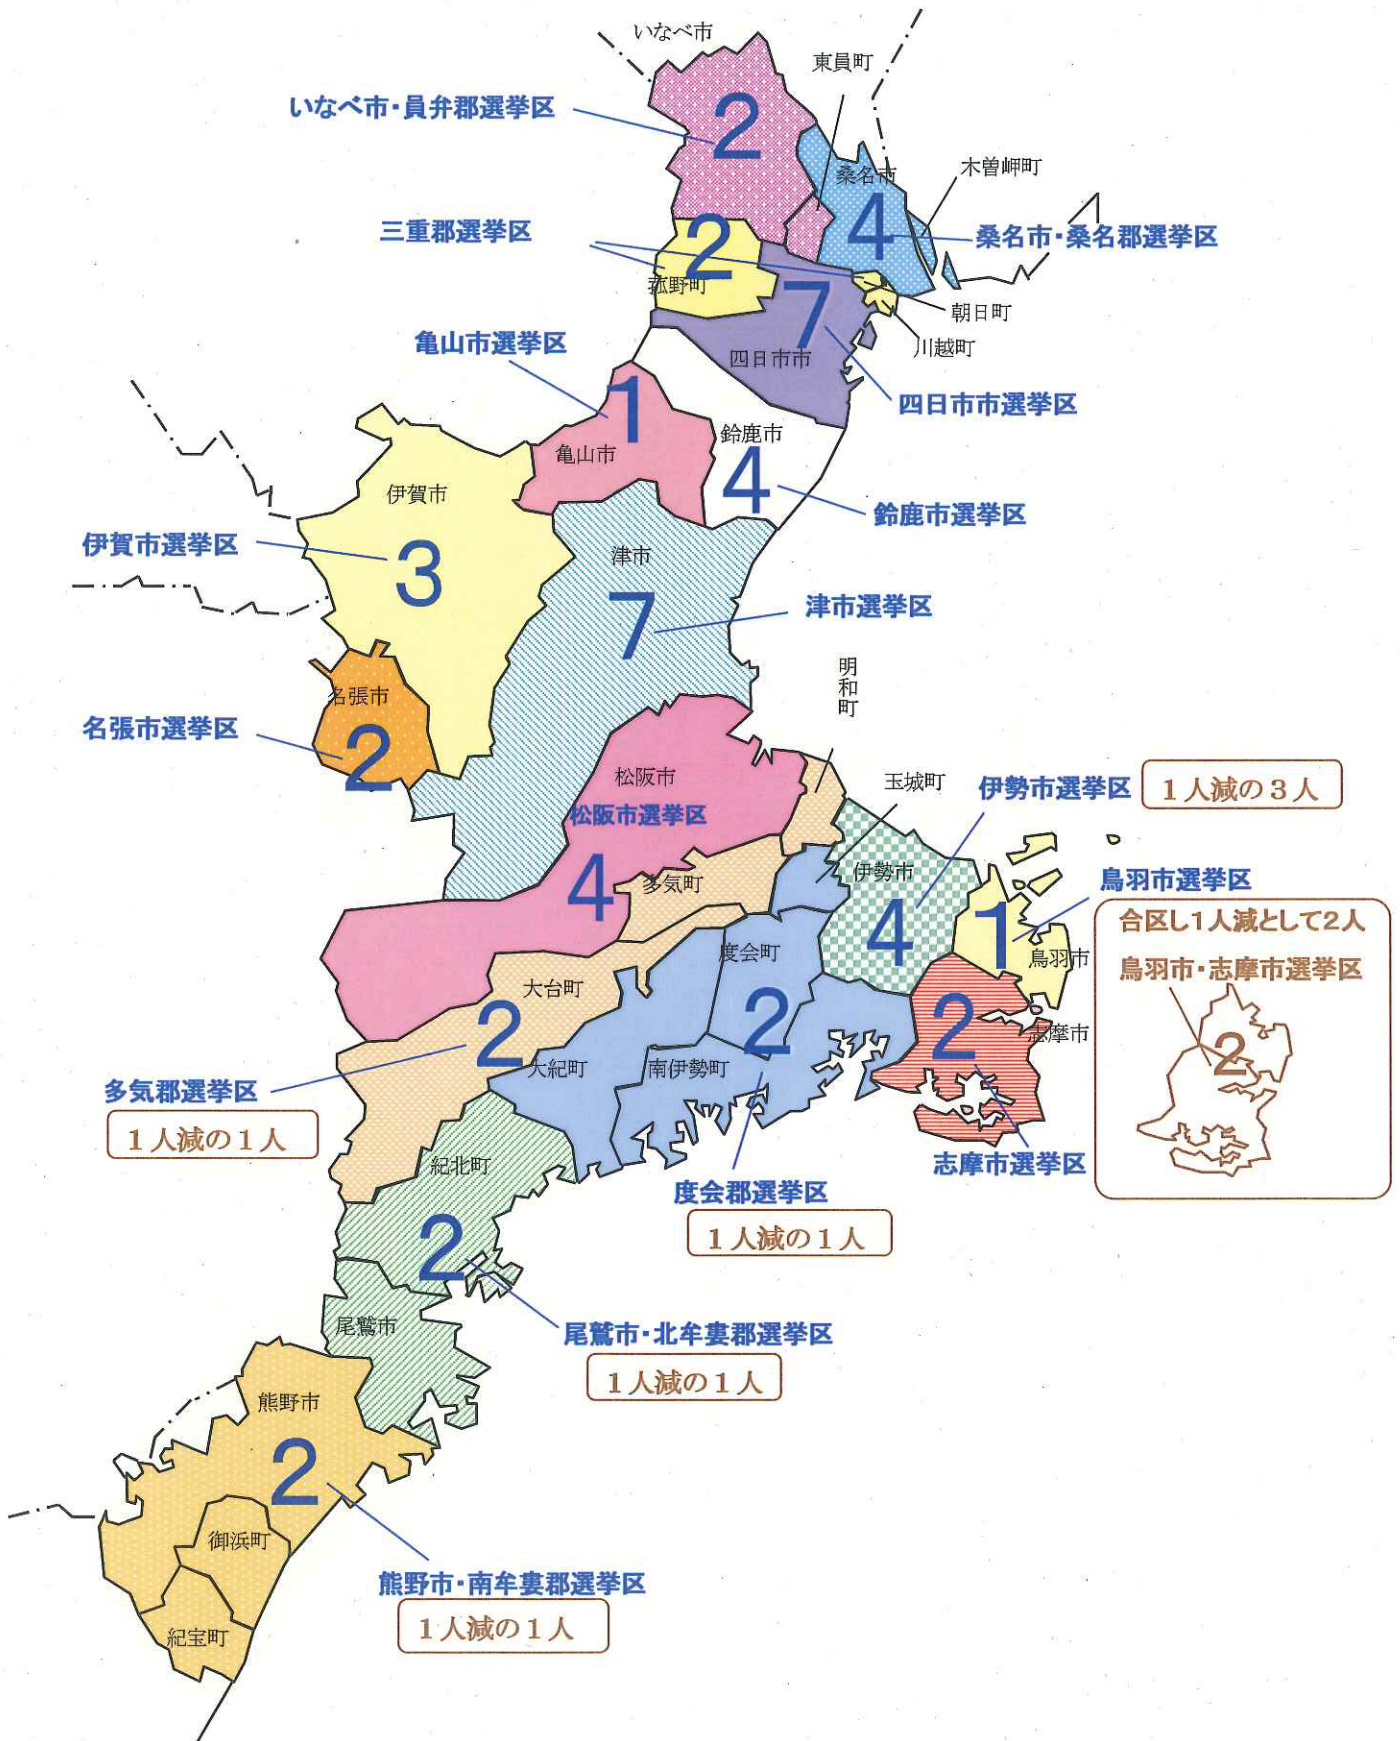 いなべ市
東員町
いなべ市・員弁郡選挙区
2
桑名市
木曽岬町
4
三重郡選挙区
2
桑名市・桑名郡選挙区
菰野町
7
朝日町
川越町
亀山市選挙区
四日市市
1
四日市市選挙区
鈴鹿市
亀山市
4
伊賀市
鈴鹿市選挙区
伊賀市選挙区
3
津市
7
津市選挙区
明和町
名張市
名張市選挙区
2
松阪市
玉城町
伊勢市選挙区
1人減の3人
松阪市選挙区
4
多気町
伊勢市
4
鳥羽市選挙区
1
合区し1人減として2人
鳥羽市
鳥羽市・志摩市選挙区
2
度会町
大台町
2
2
2
志摩市
大紀町
南伊勢町
多気郡選挙区
1人減の1人
紀北町
志摩市選挙区
度会郡選挙区
1人減の1人
2
尾鷲市
尾鷲市・北牟婁郡選挙区
1人減の1人
熊野市
2
御浜町
熊野市・南牟婁郡選挙区
1人減の1人
紀宝町